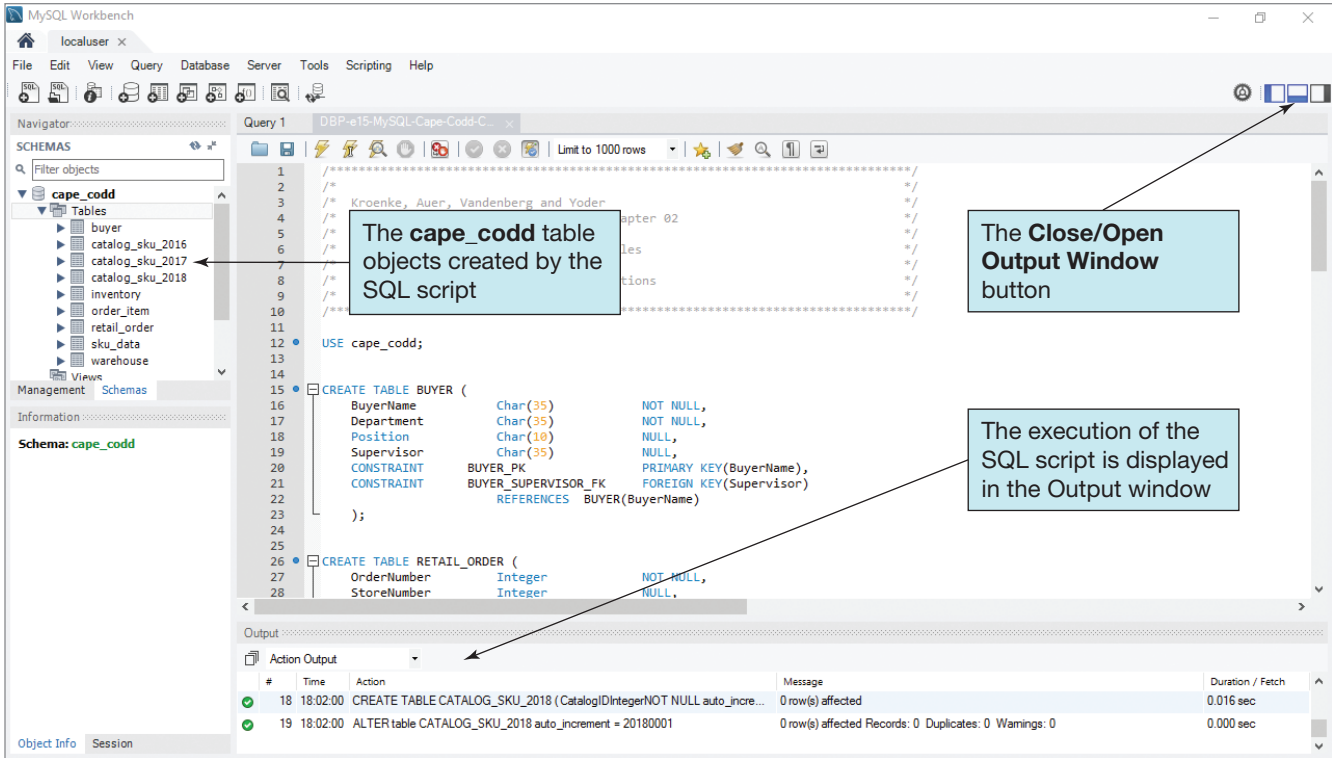 MySQL Workbench
localuser
File Edit View Query Database Server Tools Scripting Help
Navigator
SCHEMAS
Filter objects
cape_codd
Tables
buyer
catalog_sku_2016
catalog_sku_2017
catalog_sku_2018
inventory
order_item
retail_order
sku_data
warehouse
Views
Management Schemas
Information
Schema: cape_codd
Object Info Session
Query 1 DBP-e15-MySQL-Cape-Codd-C...
Limit to 1000 rows
1 /******************************************************************************/
2 /* */
3 /* Kroenke, Auer, Vandenberg and Yoder */
4 /* apter 02 */
5 /* */
6 /* les */
7 /* */
8 /* tions */
9 /* */
10 /******************************************************************************/
11
12 USE cape_codd;
13
14
15 CREATE TABLE BUYER (
16 BuyerName Char(35) NOT NULL,
17 Department Char(35) NOT NULL,
18 Position Char(10) NULL,
19 Supervisor Char(35) NULL,
20 CONSTRAINT BUYER_PK PRIMARY KEY(BuyerName),
21 CONSTRAINT BUYER_SUPERVISOR_FK FOREIGN KEY(Supervisor)
22 REFERENCES BUYER(BuyerName)
23 );
24
25
26 CREATE TABLE RETAIL_ORDER (
27 OrderNumber Integer NOT NULL,
28 StoreNumber Integer NULL,
The cape_codd table
objects created by the
SQL script
The Close/Open
Output Window
button
The execution of the
SQL script is displayed
in the Output window
Output
Action Output
# Time Action Message Duration / Fetch
18 18:02:00 CREATE TABLE CATALOG_SKU_2018 ( CatalogIDIntegerNOT NULL auto_incre... 0 row(s) affected 0.016 sec
19 18:02:00 ALTER table CATALOG_SKU_2018 auto_increment = 20180001 0 row(s) affected Records: 0 Duplicates: 0 Warnings: 0 0.000 sec